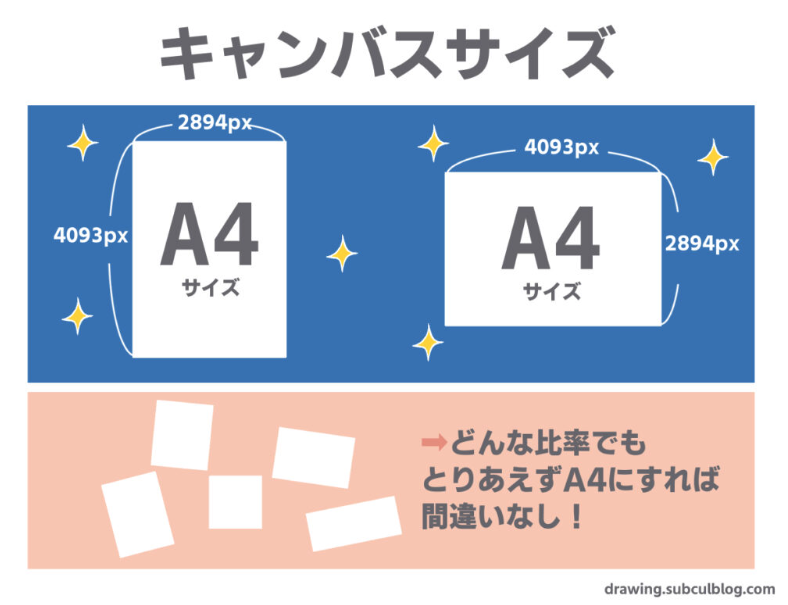 キャンバスサイズ
2894px
4093px
A4
サイズ
4093px
2894px
A4
サイズ
➡どんな比率でも
とりあえずA4にすれば
間違いなし！
drawing.subculblog.com